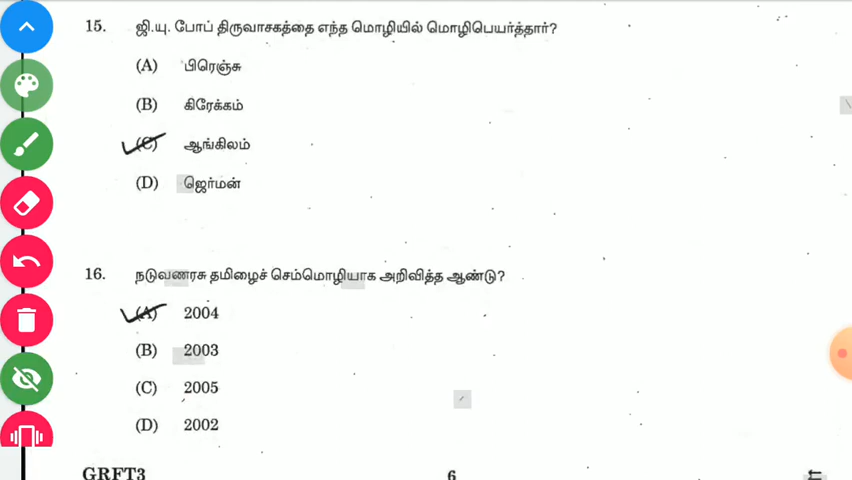 15. ஜி.யு. போப் திருவாசகத்தை எந்த மொழியில் மொழிபெயர்த்தார்?
(A) பிரெஞ்சு
(B) கிரேக்கம்
(C) ஆங்கிலம்
(D) ஜெர்மன்
16. நடுவணரசு தமிழைச் செம்மொழியாக அறிவித்த ஆண்டு?
(A) 2004
(B) 2003
(C) 2005
(D) 2002
GRFT3 6